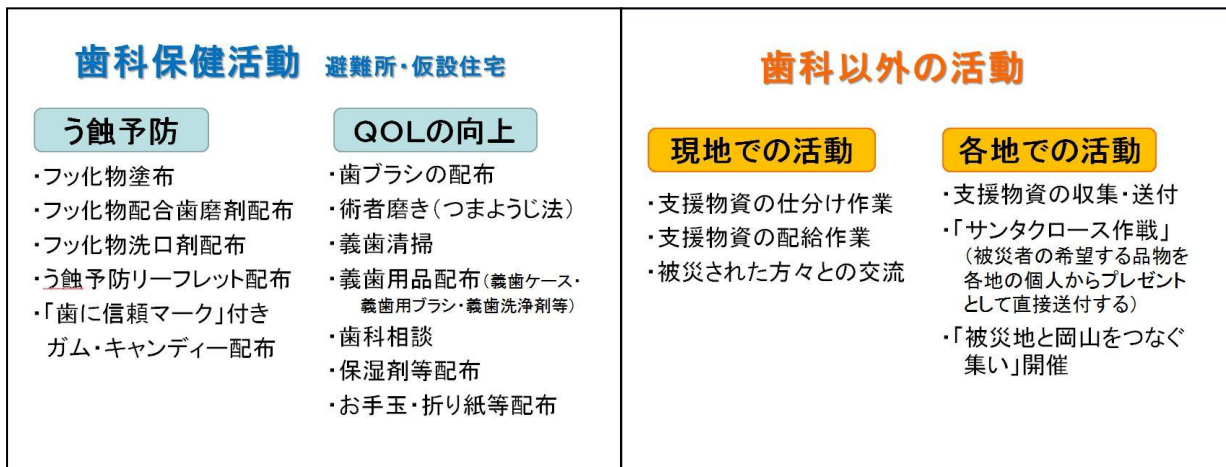 歯科保健活動 避難所・仮設住宅
う蝕予防
・フッ化物塗布
・フッ化物配合歯磨剤配布
・フッ化物洗口剤配布
・う蝕予防リーフレット配布
・「歯に信頼マーク」付き
ガム・キャンディー配布
QOLの向上
・歯ブラシの配布
・術者磨き(つまようじ法)
・義歯清掃
・義歯用品配布(義歯ケース・
義歯用ブラシ・義歯洗浄剤等)
・歯科相談
・保湿剤等配布
・お手玉・折り紙等配布
歯科以外の活動
現地での活動
・支援物資の仕分け作業
・支援物資の配給作業
・被災された方々との交流
各地での活動
・支援物資の収集・送付
・「サンタクロース作戦」
(被災者の希望する品物を
各地の個人からプレゼント
として直接送付する)
・「被災地と岡山をつなぐ
集い」開催